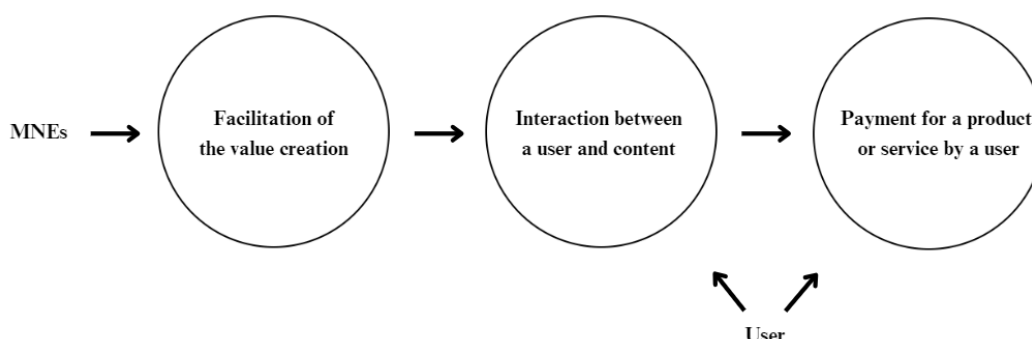 MNEs
Facilitation of
the value creation
Interaction between
a user and content
Payment for a product
or service by a user
User